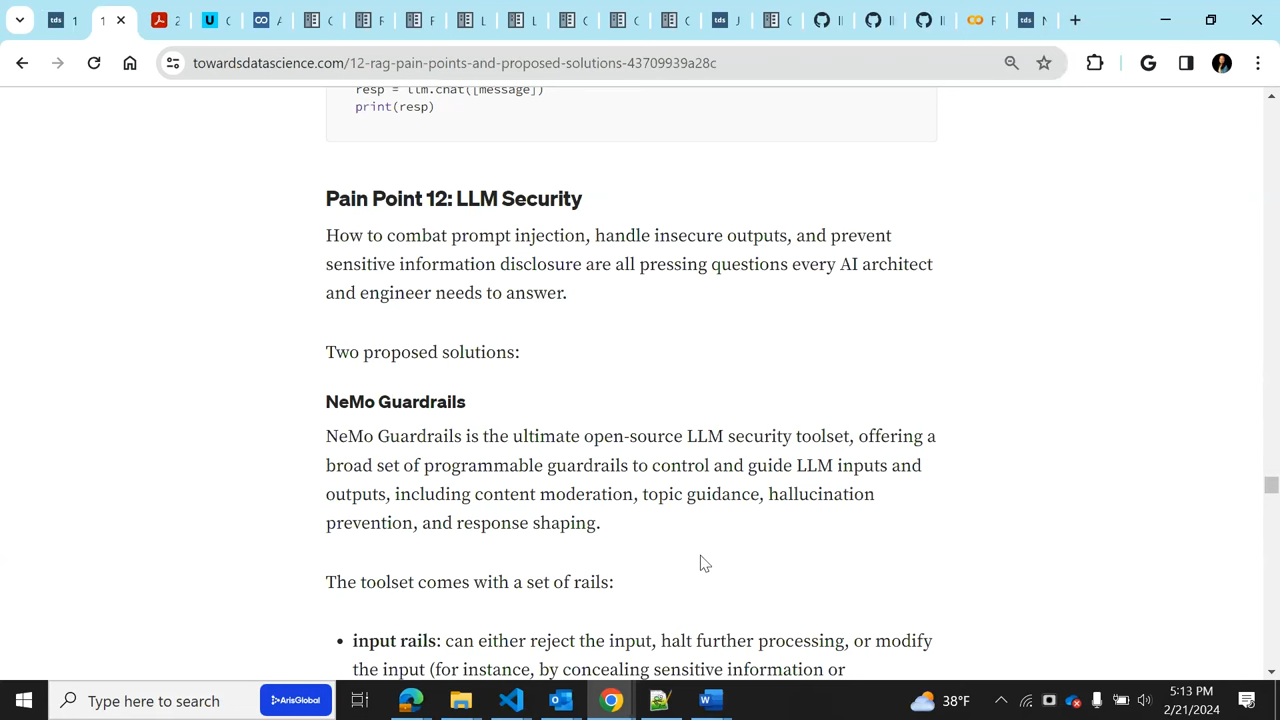 towardsdatascience.com/12-rag-pain-points-and-proposed-solutions-43709939a28c
resp = llm.chat([message])
print(resp)
Pain Point 12: LLM Security
How to combat prompt injection, handle insecure outputs, and prevent
sensitive information disclosure are all pressing questions every AI architect
and engineer needs to answer.
Two proposed solutions:
NeMo Guardrails
NeMo Guardrails is the ultimate open-source LLM security toolset, offering a
broad set of programmable guardrails to control and guide LLM inputs and
outputs, including content moderation, topic guidance, hallucination
prevention, and response shaping.
The toolset comes with a set of rails:
• input rails: can either reject the input, halt further processing, or modify
the input (for instance, by concealing sensitive information or
Type here to search
ArisGlobal
38°F
5:13 PM
2/21/2024